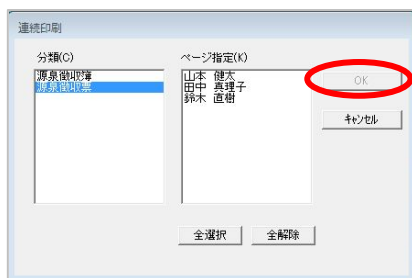 連続印刷
分類(C)
源泉徴収簿
源泉徴収票
ページ指定(K)
山本 健太
田中 真理子
鈴木 直樹
OK
キャンセル
全選択
全解除